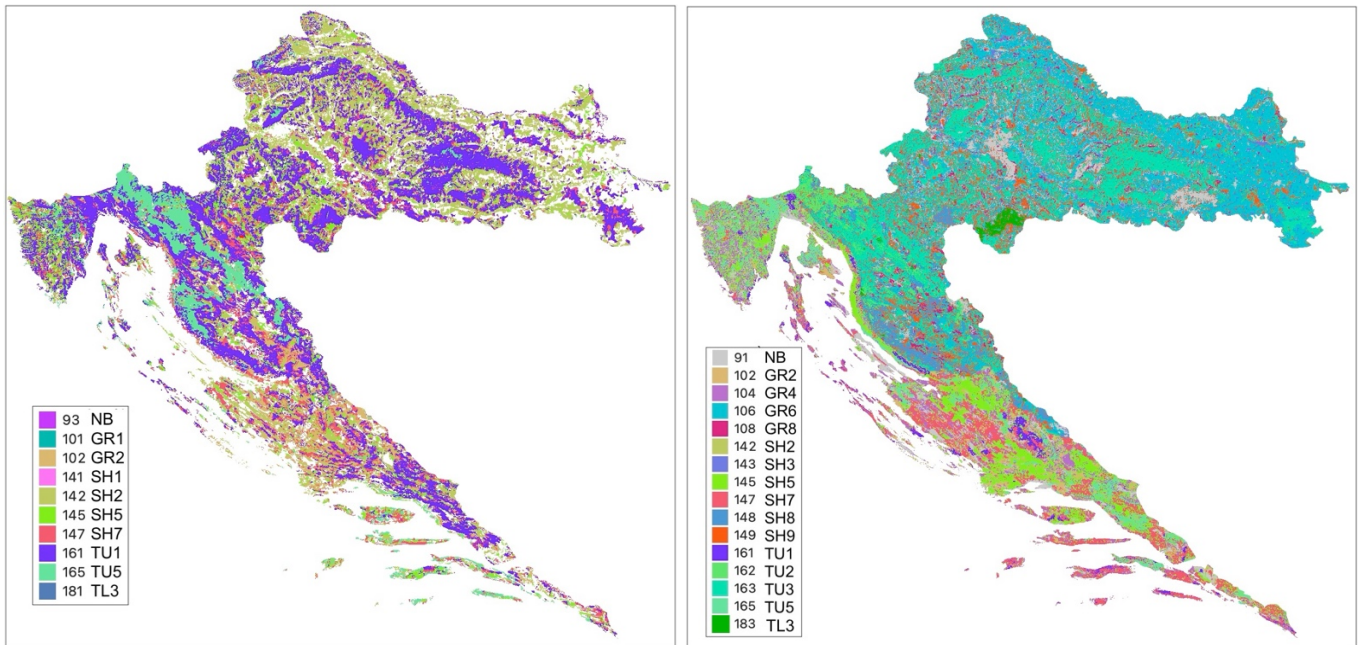 93 NB
101 GR1
102 GR2
141 SH1
142 SH2
145 SH5
147 SH7
161 TU1
165 TU5
181 TL3
91 NB
102 GR2
104 GR4
106 GR6
108 GR8
142 SH2
143 SH3
145 SH5
147 SH7
148 SH8
149 SH9
161 TU1
162 TU2
163 TU3
165 TU5
183 TL3